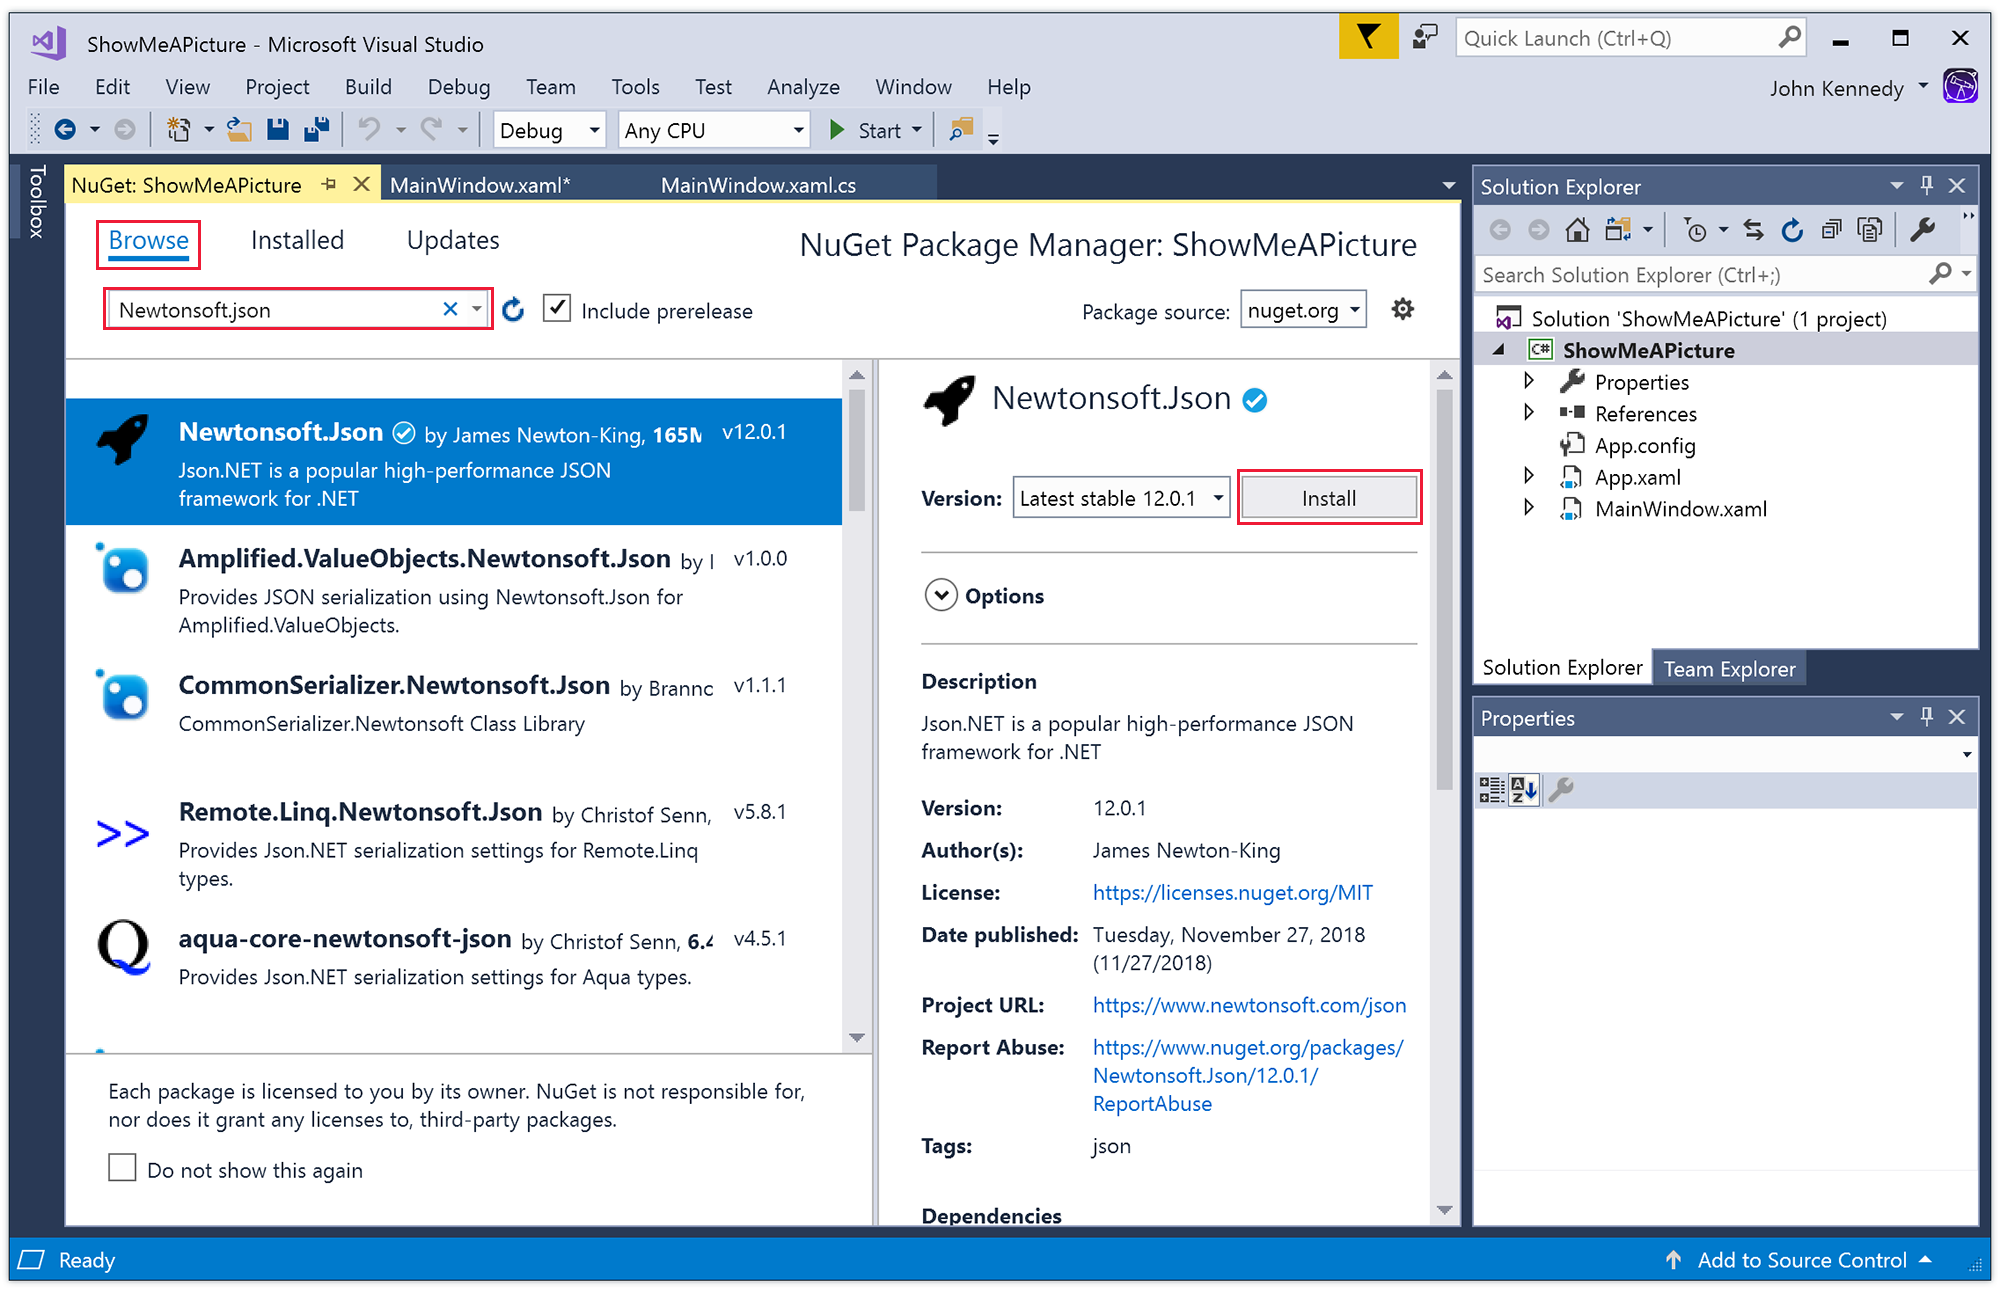 ShowMeAPicture - Microsoft Visual Studio
Quick Launch (Ctrl+Q)
File Edit View Project Build Debug Team Tools Test Analyze Window Help
John Kennedy
Debug Any CPU Start
Toolbox
NuGet: ShowMeAPicture MainWindow.xaml* MainWindow.xaml.cs
Browse Installed Updates
NuGet Package Manager: ShowMeAPicture
Newtonsoft.json
Include prerelease
Package source: nuget.org
Newtonsoft.Json by James Newton-King, 165M v12.0.1
Json.NET is a popular high-performance JSON
framework for .NET
Amplified.ValueObjects.Newtonsoft.Json by v1.0.0
Provides JSON serialization using Newtonsoft.Json for
Amplified.ValueObjects.
CommonSerializer.Newtonsoft.Json by Brannc v1.1.1
CommonSerializer.Newtonsoft Class Library
>>
Remote.Linq.Newtonsoft.Json by Christof Senn, v5.8.1
Provides Json.NET serialization settings for Remote.Linq
types.
Q
aqua-core-newtonsoft-json by Christof Senn, 6.4 v4.5.1
Provides Json.NET serialization settings for Aqua types.
Each package is licensed to you by its owner. NuGet is not responsible for,
nor does it grant any licenses to, third-party packages.
Do not show this again
Newtonsoft.Json
Version: Latest stable 12.0.1 Install
Options
Description
Json.NET is a popular high-performance JSON
framework for .NET
Version: 12.0.1
Author(s): James Newton-King
License: https://licenses.nuget.org/MIT
Date published: Tuesday, November 27, 2018
(11/27/2018)
Project URL: https://www.newtonsoft.com/json
Report Abuse: https://www.nuget.org/packages/
Newtonsoft.Json/12.0.1/
ReportAbuse
Tags: json
Dependencies
Solution Explorer
Search Solution Explorer (Ctrl+;)
Solution 'ShowMeAPicture' (1 project)
C# ShowMeAPicture
Properties
References
App.config
App.xaml
MainWindow.xaml
Solution Explorer Team Explorer
Properties
Ready
Add to Source Control